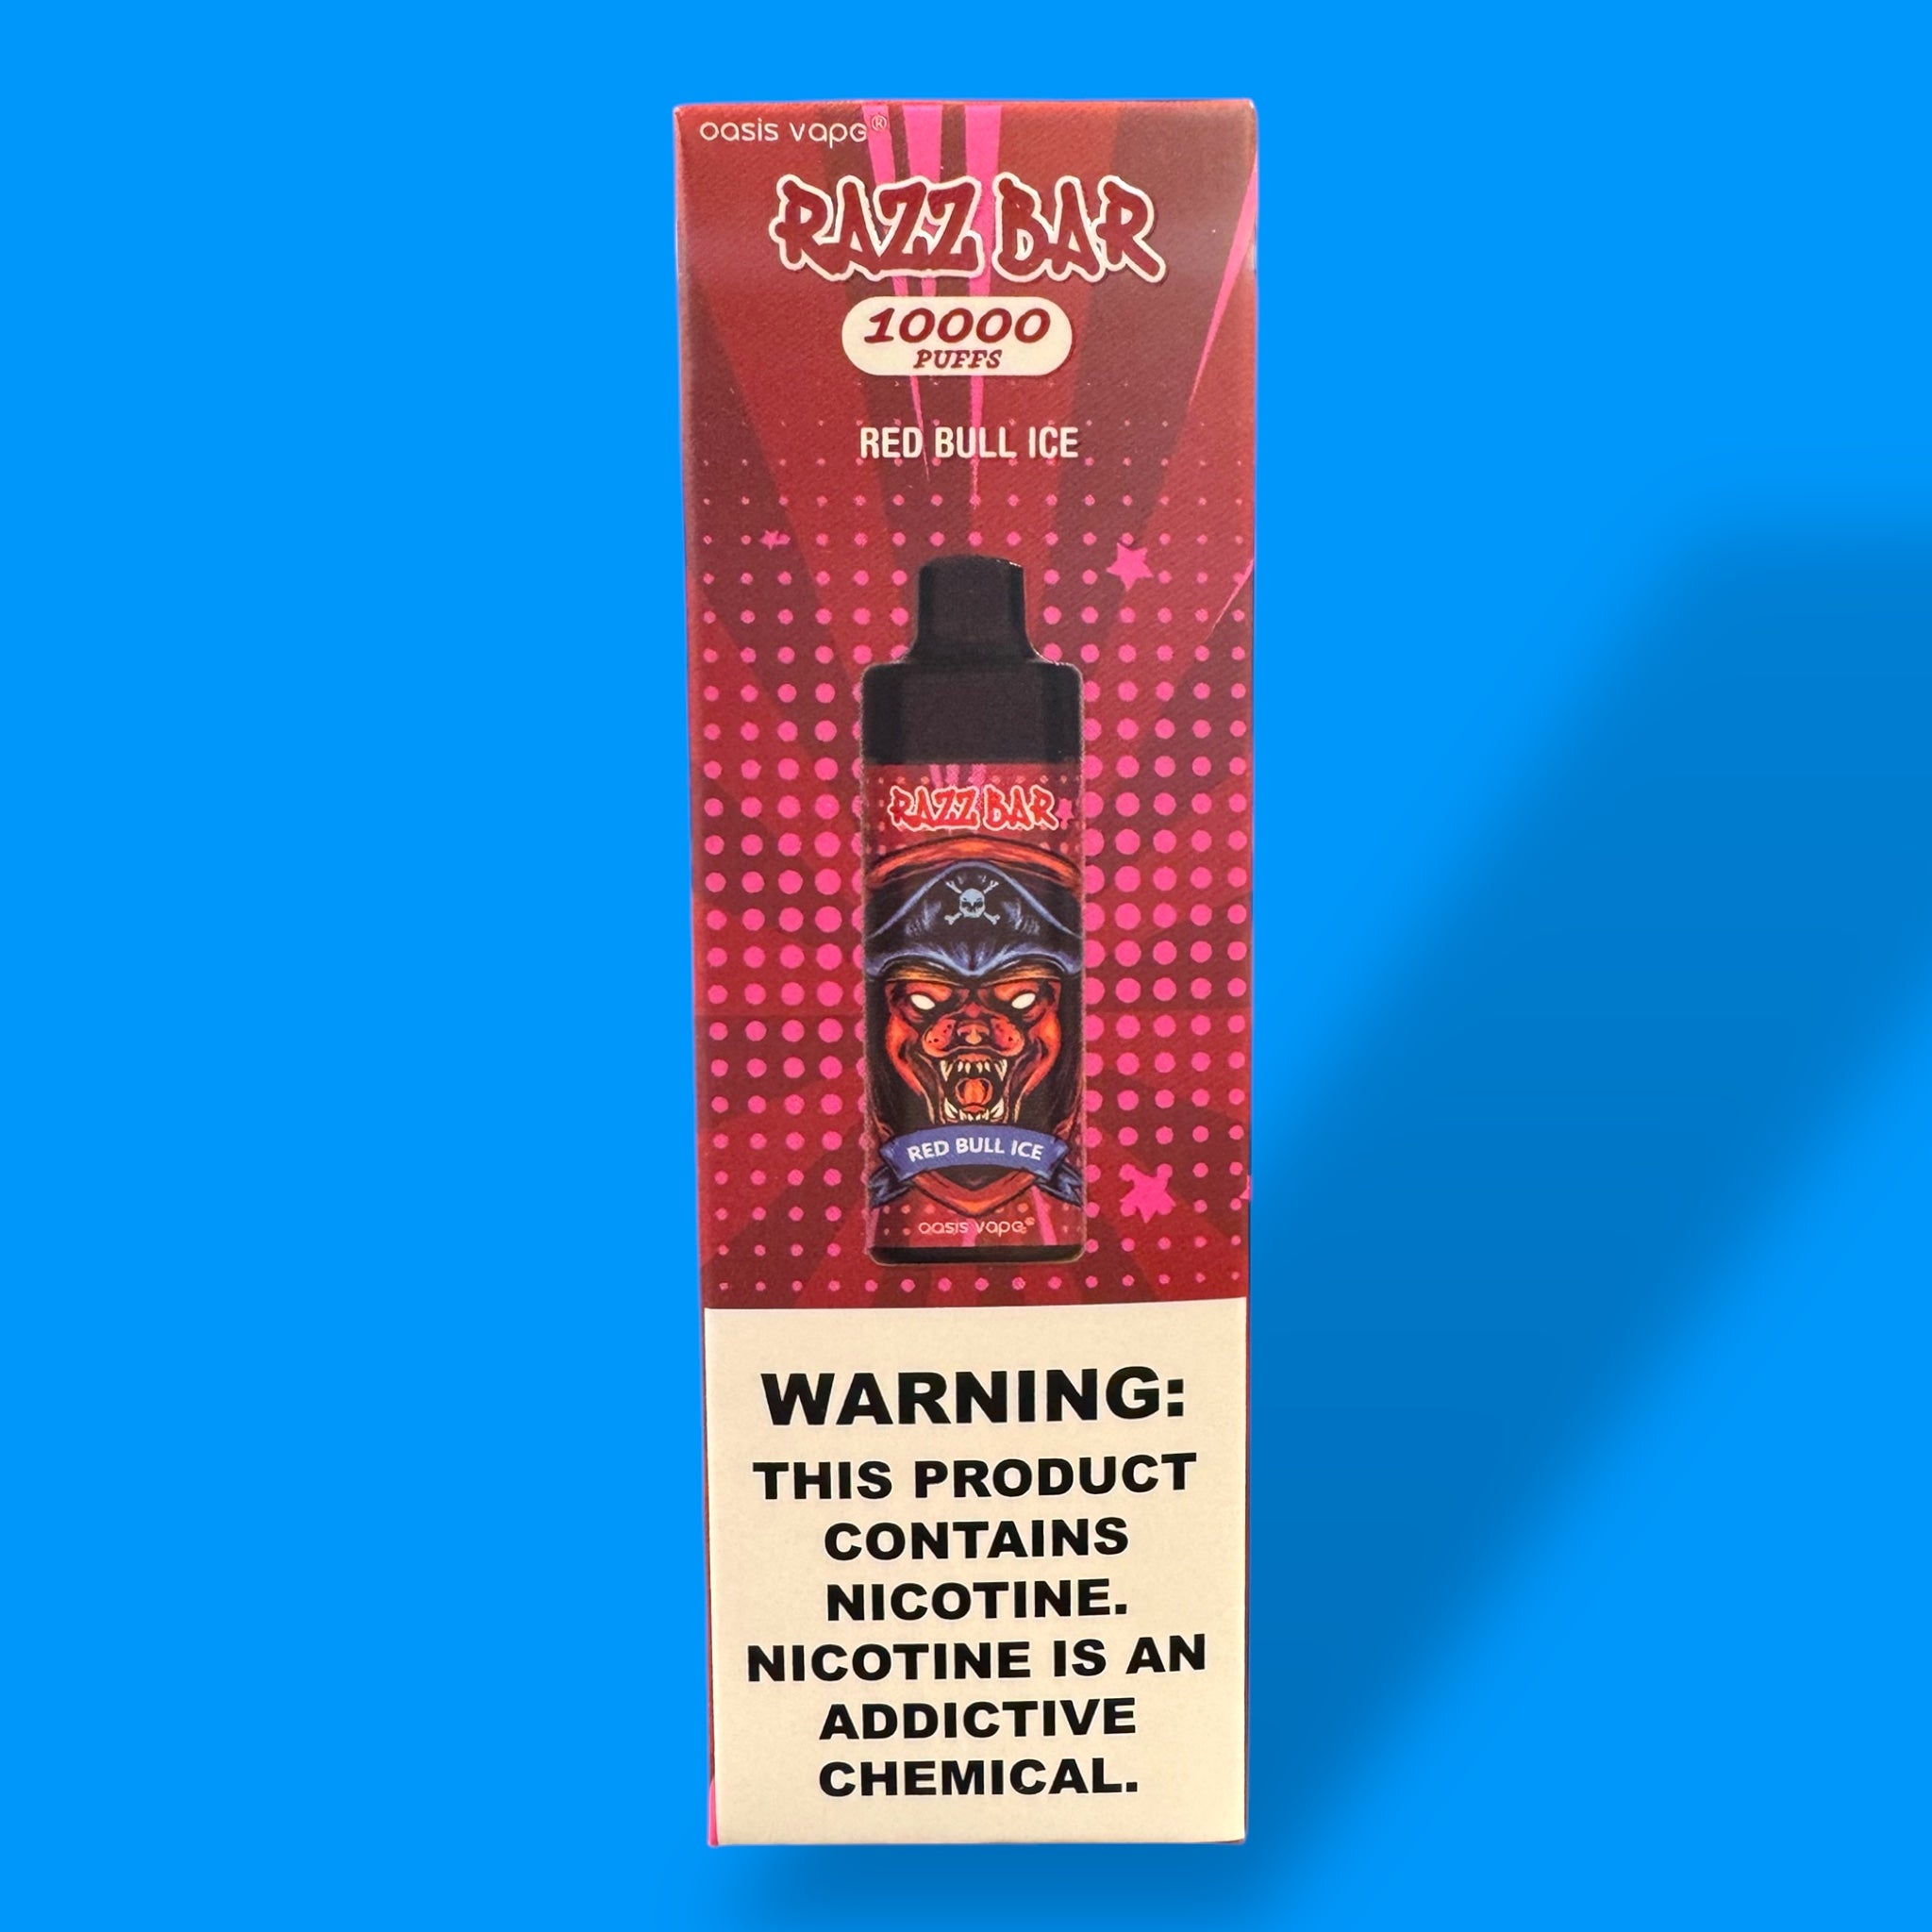 oasis vape®
RAZZ BAR
10000
PUFFS
RED BULL ICE
RAZZ BAR
RED BULL ICE
oasis vape®
WARNING:
THIS PRODUCT
CONTAINS
NICOTINE.
NICOTINE IS AN
ADDICTIVE
CHEMICAL.